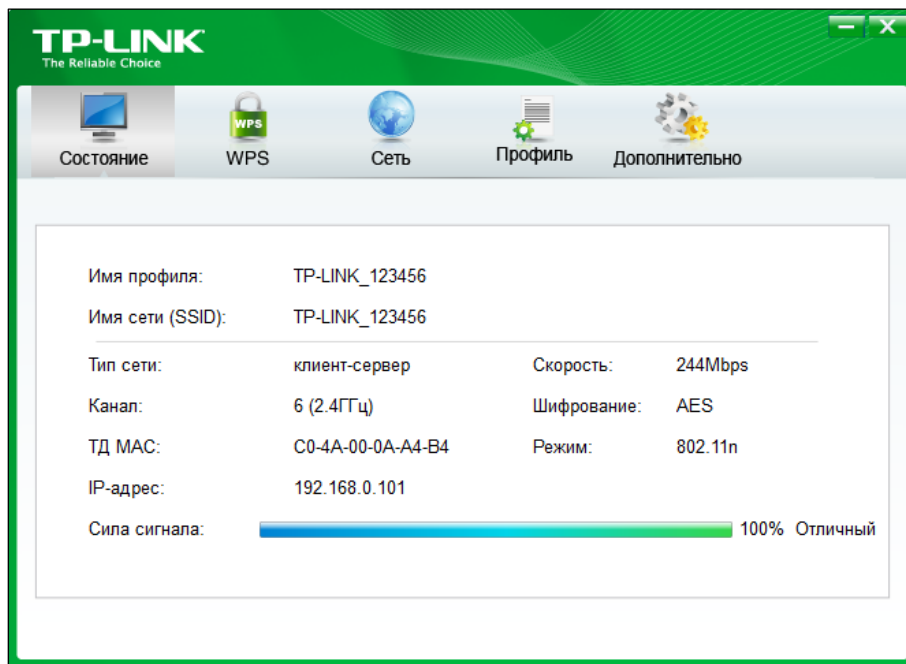 TP-LINK
The Reliable Choice
WPS
Состояние WPS Сеть Профиль Дополнительно
Имя профиля: TP-LINK_123456
Имя сети (SSID): TP-LINK_123456
Тип сети: клиент-сервер Скорость: 244Mbps
Канал: 6 (2.4ГГц) Шифрование: AES
ТД MAC: C0-4A-00-0A-A4-B4 Режим: 802.11n
IP-адрес: 192.168.0.101
Сила сигнала: 100% Отличный